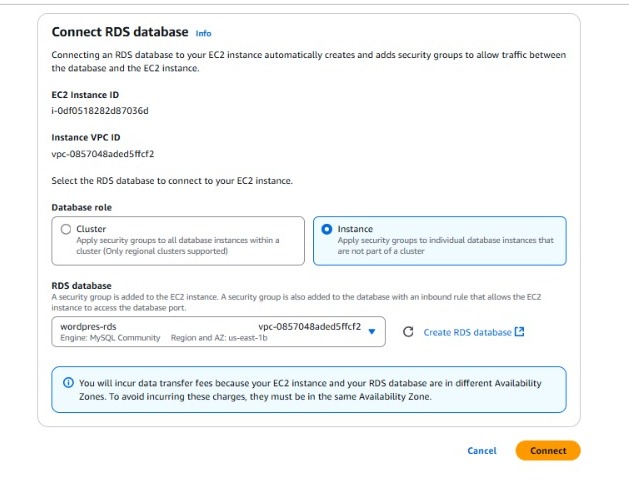 Connect RDS database Info
Connecting an RDS database to your EC2 instance automatically creates and adds security groups to allow traffic between
the database and the EC2 instance.
EC2 Instance ID
i-0df0518282d87036d
Instance VPC ID
vpc-0857048aded5ffcf2
Select the RDS database to connect to your EC2 instance.
Database role
Cluster
Apply security groups to all database instances within a
cluster (Only regional clusters supported)
Instance
Apply security groups to individual database instances that
are not part of a cluster
RDS database
A security group is added to the EC2 instance. A security group is also added to the database with an inbound rule that allows the EC2
instance to access the database port.
wordpres-rds vpc-0857048aded5ffcf2
Engine: MySQL Community Region and AZ: us-east-1b
Create RDS database
You will incur data transfer fees because your EC2 instance and your RDS database are in different Availability
Zones. To avoid incurring these charges, they must be in the same Availability Zone.
Cancel Connect